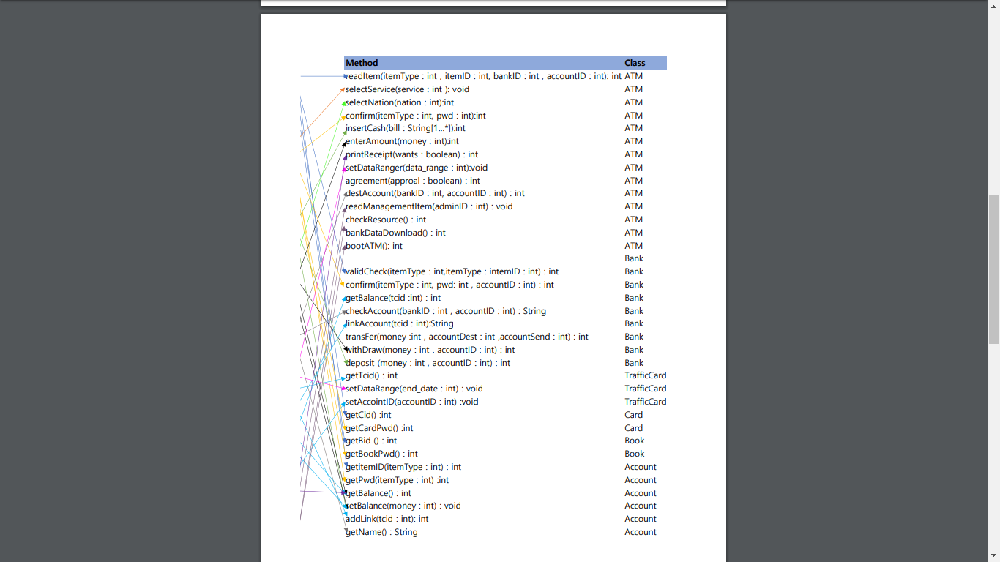 Method Class
readItem(itemType : int , itemID : int, bankID : int , accountID : int): int ATM
selectService(service : int ): void ATM
selectNation(nation : int):int ATM
confirm(itemType : int, pwd : int):int ATM
insertCash(bill : String[1...*]):int ATM
enterAmount(money : int):int ATM
printReceipt(wants : boolean) : int ATM
setDataRanger(data_range : int):void ATM
agreement(approal : boolean) : int ATM
destAccount(bankID : int, accountID : int) : int ATM
readManagementItem(adminID : int) : void ATM
checkResource() : int ATM
bankDataDownload() : int ATM
bootATM(): int ATM
Bank
validCheck(itemType : int,itemType : intemID : int) : int Bank
confirm(itemType : int, pwd: int , accountID : int) : int Bank
getBalance(tcid :int) : int Bank
checkAccount(bankID : int , accountID : int) : String Bank
linkAccount(tcid : int):String Bank
transFer(money :int , accountDest : int ,accountSend : int) : int Bank
withDraw(money : int . accountID : int) : int Bank
deposit (money : int , accountID : int) : int Bank
getTcid() : int TrafficCard
setDataRange(end_date : int) : void TrafficCard
setAccointID(accountID : int) :void TrafficCard
getCid() :int Card
getCardPwd() :int Card
getBid () : int Book
getBookPwd() : int Book
getitemID(itemType : int) : int Account
getPwd(itemType : int) :int Account
getBalance() : int Account
setBalance(money : int) : void Account
addLink(tcid : int): int Account
getName() : String Account